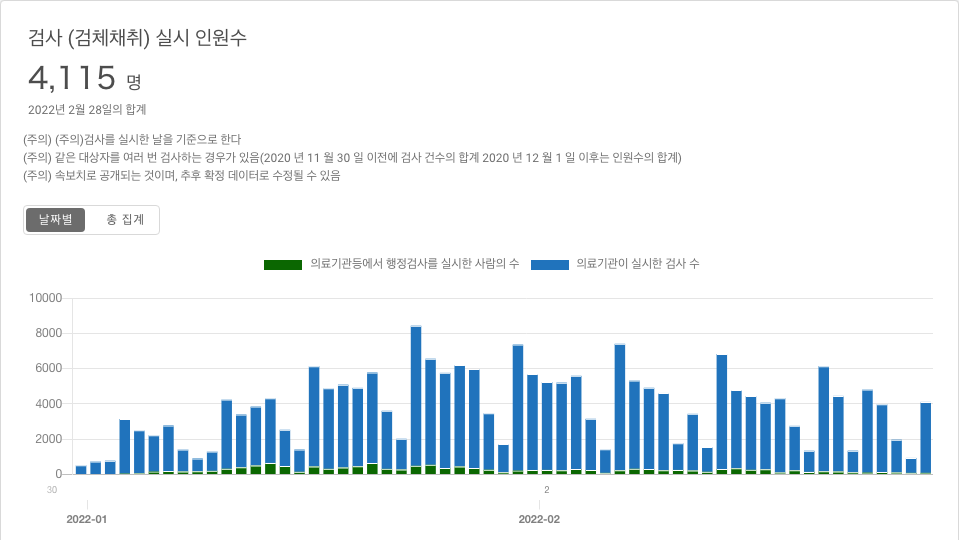 검사 (검체채취) 실시 인원수
4,115 명
2022년 2월 28일의 합계
(주의) (주의)검사를 실시한 날을 기준으로 한다
(주의) 같은 대상자를 여러 번 검사하는 경우가 있음(2020 년 11 월 30 일 이전에 검사 건수의 합계 2020 년 12 월 1 일 이후는 인원수의 합계)
(주의) 속보치로 공개되는 것이며, 추후 확정 데이터로 수정될 수 있음
날짜별 총 집계
의료기관등에서 행정검사를 실시한 사람의 수 의료기관이 실시한 검사 수
10000
8000
6000
4000
2000
0
30 2
2022-01 2022-02